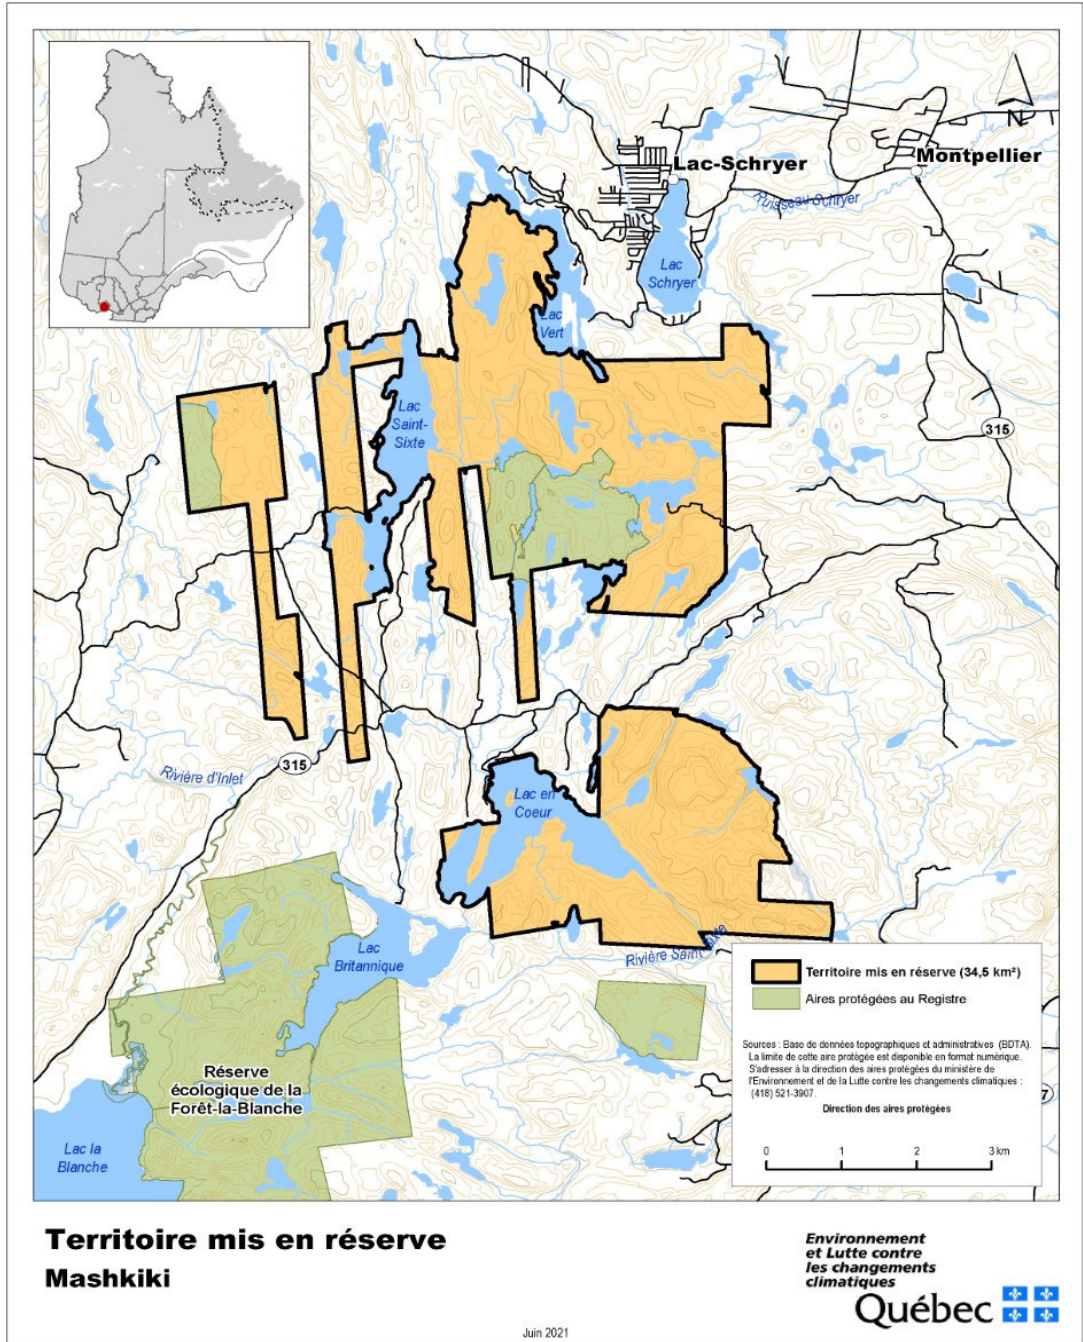 N
Lac-Schryer
Montpellier
Ruisseau Schryer
Lac
Schryer
Lac
Vert
Lac
Saint-
Sixte
315
Rivière d'Inlet
315
Lac en
Coeur
Lac
Britannique
Rivière Saint-Sixte
Réserve
écologique de la
Forêt-la-Blanche
Lac la
Blanche
7
Territoire mis en réserve (34,5 km²)
Aires protégées au Registre
Sources : Base de données topographiques et administratives (BDTA).
La limite de cette aire protégée est disponible en format numérique.
S'adresser à la direction des aires protégées du ministère de
l'Environnement et de la Lutte contre les changements climatiques :
(418) 521-3907.
Direction des aires protégées
0 1 2 3 km
Territoire mis en réserve
Mashkiki
Environnement
et Lutte contre
les changements
climatiques
Québec
Juin 2021